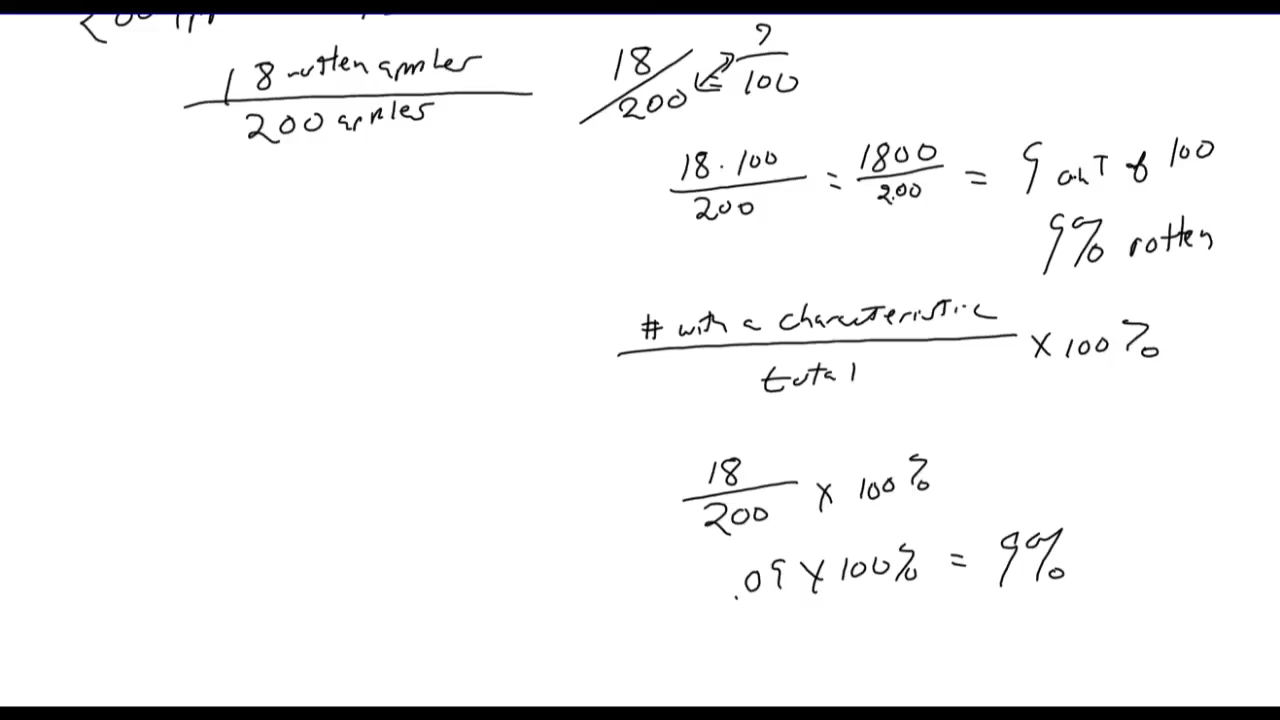 18 rotten apples
200 apples
18
200
?
100
18 · 100
200
=
1800
200
= 9 out of 100
9% rotten
# with a characteristic
total
x 100%
18
200
x 100%
.09 x 100% = 9%